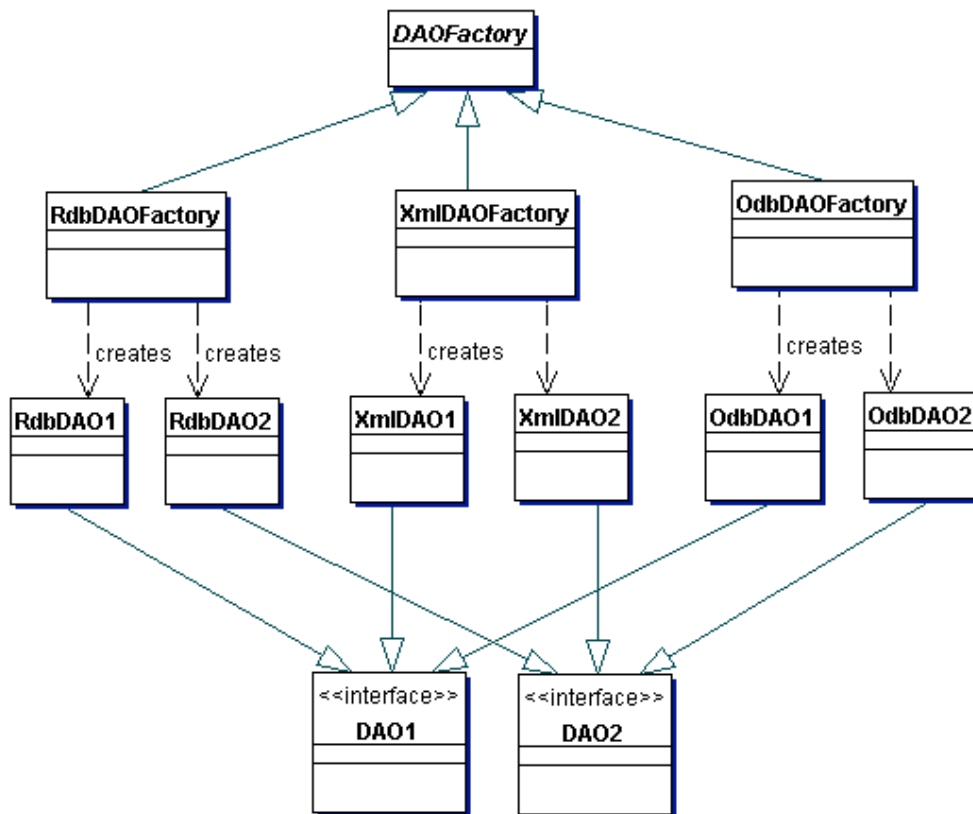 DAOFactory
RdbDAOFactory
XmlDAOFactory
OdbDAOFactory
creates
creates
creates
creates
RdbDAO1
RdbDAO2
XmlDAO1
XmlDAO2
OdbDAO1
OdbDAO2
<<interface>>
DAO1
<<interface>>
DAO2